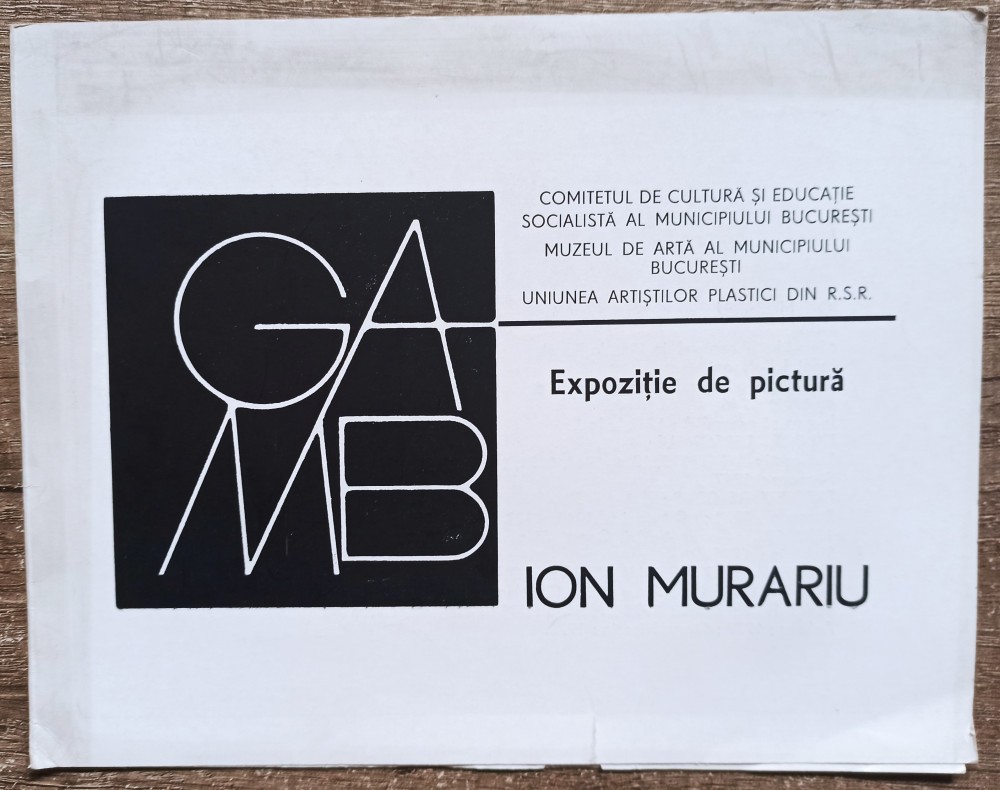 GA
MB
COMITETUL DE CULTURĂ ȘI EDUCAȚIE
SOCIALISTĂ AL MUNICIPIULUI BUCUREȘTI
MUZEUL DE ARTĂ AL MUNICIPIULUI
BUCUREȘTI
UNIUNEA ARTIȘTILOR PLASTICI DIN R.S.R.
Expoziție de pictură
ION MURARIU